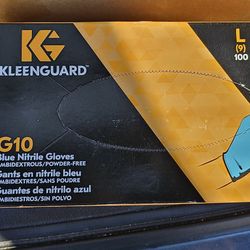 KG
KLEENGUARD™
L
(9)
100
G10
Blue Nitrile Gloves
AMBIDEXTROUS/POWDER-FREE
Gants en nitrile bleu
AMBIDEXTRES/SANS POUDRE
Guantes de nitrilo azul
AMBIDIESTROS/SIN POLVO